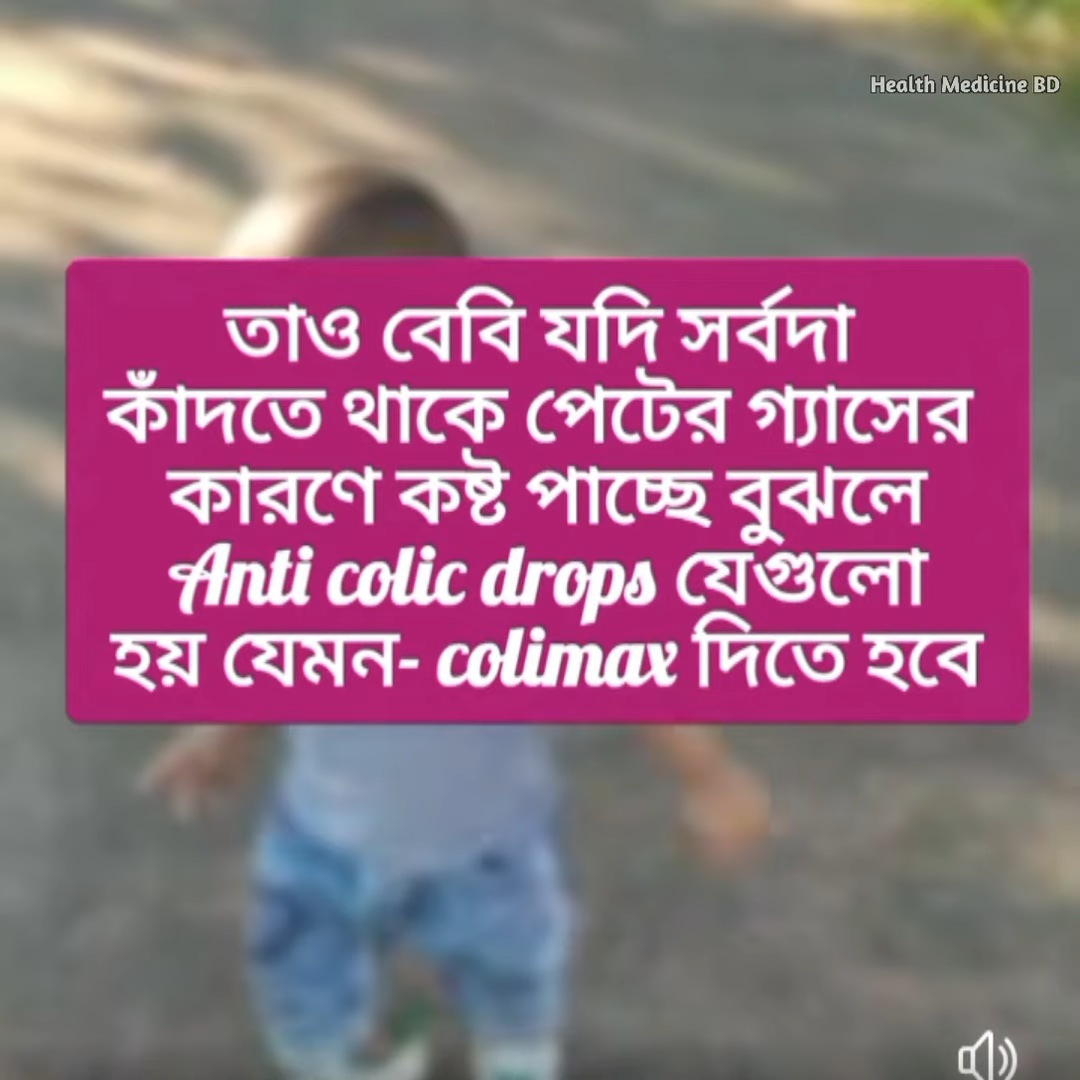 Health Medicine BD
তাও বেবি যদি সর্বদা
কাঁদতে থাকে পেটের গ্যাসের
কারণে কষ্ট পাচ্ছে বুঝলে
Anti colic drops যেগুলো
হয় যেমন- colimax দিতে হবে